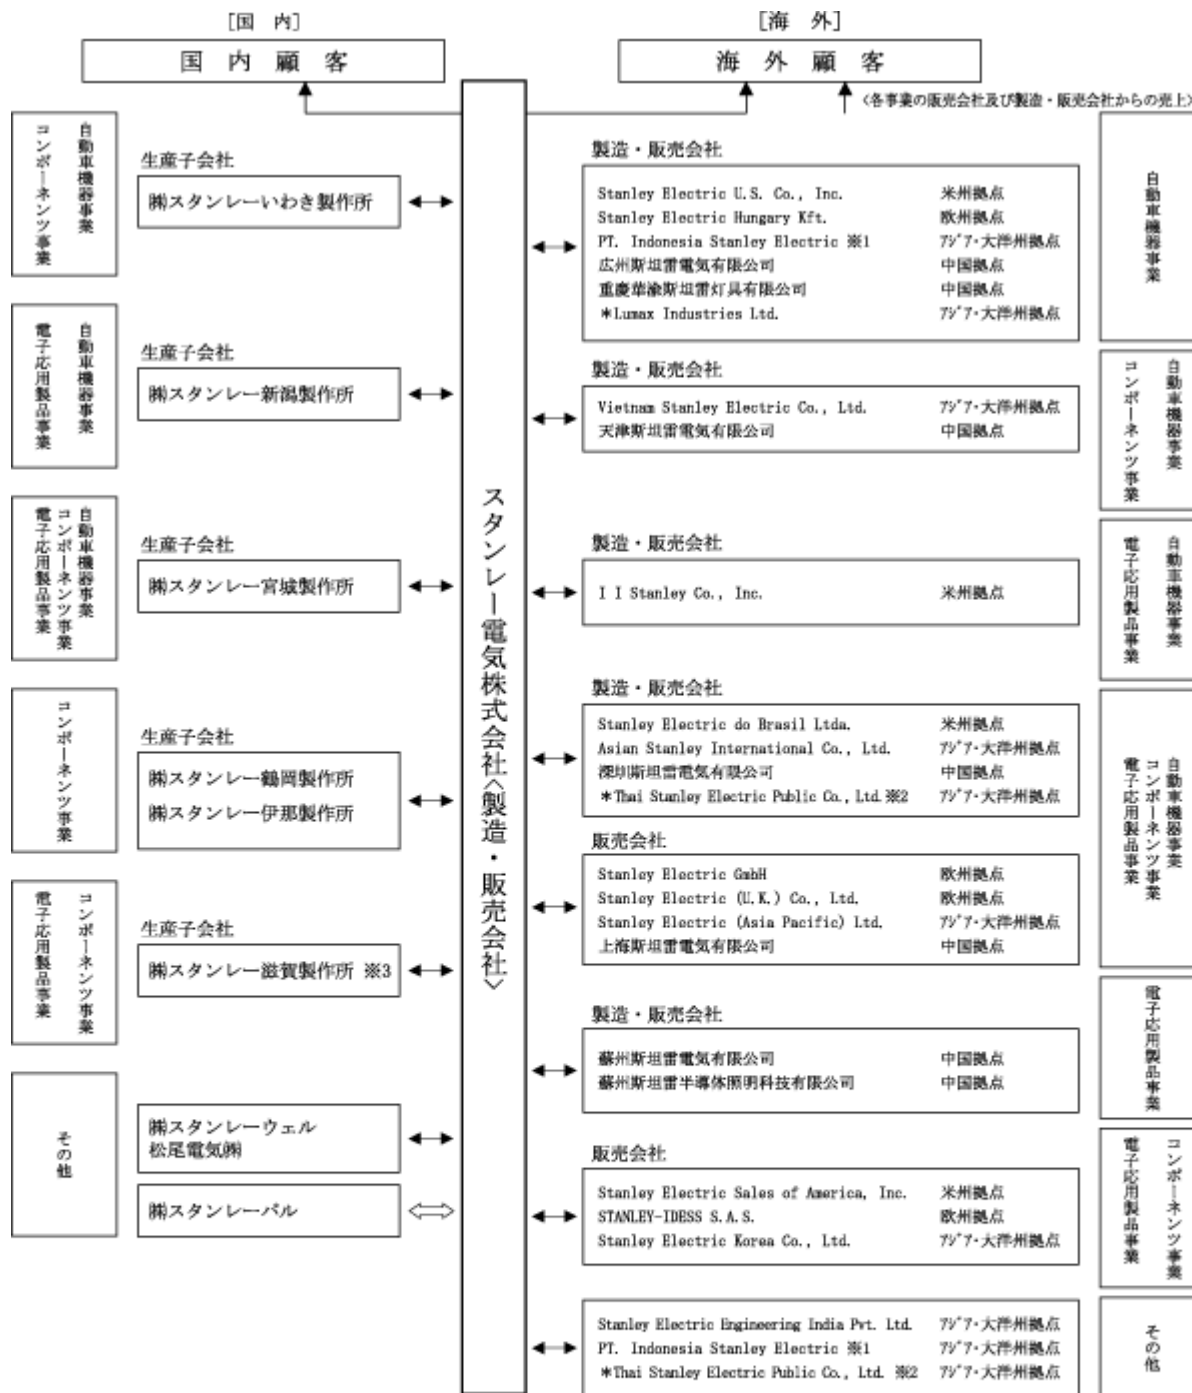 [国 内]
国 内 顧 客
[海 外]
海 外 顧 客
<各事業の販売会社及び製造・販売会社からの売上>
自動車機器事業
コンポーネンツ事業
生産子会社
㈱スタンレーいわき製作所
自動車機器事業
電子応用製品事業
生産子会社
㈱スタンレー新潟製作所
自動車機器事業
コンポーネンツ事業
電子応用製品事業
生産子会社
㈱スタンレー宮城製作所
コンポーネンツ事業
生産子会社
㈱スタンレー鶴岡製作所
㈱スタンレー伊那製作所
コンポーネンツ事業
電子応用製品事業
生産子会社
㈱スタンレー滋賀製作所 ※3
その他
㈱スタンレーウェル
松尾電気㈱
㈱スタンレーパル
スタンレー電気株式会社<製造・販売会社>
製造・販売会社
Stanley Electric U.S. Co., Inc. 米州拠点
Stanley Electric Hungary Kft. 欧州拠点
PT. Indonesia Stanley Electric ※1 ｱｼﾞｱ・大洋州拠点
広州斯坦雷電気有限公司 中国拠点
重慶華渝斯坦雷灯具有限公司 中国拠点
*Lumax Industries Ltd. ｱｼﾞｱ・大洋州拠点
自動車機器事業
製造・販売会社
Vietnam Stanley Electric Co., Ltd. ｱｼﾞｱ・大洋州拠点
天津斯坦雷電気有限公司 中国拠点
自動車機器事業
コンポーネンツ事業
製造・販売会社
I I Stanley Co., Inc. 米州拠点
自動車機器事業
電子応用製品事業
製造・販売会社
Stanley Electric do Brasil Ltda. 米州拠点
Asian Stanley International Co., Ltd. ｱｼﾞｱ・大洋州拠点
深圳斯坦雷電気有限公司 中国拠点
*Thai Stanley Electric Public Co., Ltd.※2 ｱｼﾞｱ・大洋州拠点
販売会社
Stanley Electric GmbH 欧州拠点
Stanley Electric (U.K.) Co., Ltd. 欧州拠点
Stanley Electric (Asia Pacific) Ltd. ｱｼﾞｱ・大洋州拠点
上海斯坦雷電気有限公司 中国拠点
自動車機器事業
コンポーネンツ事業
電子応用製品事業
製造・販売会社
蘇州斯坦雷電気有限公司 中国拠点
蘇州斯坦雷半導体照明科技有限公司 中国拠点
電子応用製品事業
販売会社
Stanley Electric Sales of America, Inc. 米州拠点
STANLEY-IDESS S.A.S. 欧州拠点
Stanley Electric Korea Co., Ltd. ｱｼﾞｱ・大洋州拠点
コンポーネンツ事業
電子応用製品事業
Stanley Electric Engineering India Pvt. Ltd. ｱｼﾞｱ・大洋州拠点
PT. Indonesia Stanley Electric ※1 ｱｼﾞｱ・大洋州拠点
*Thai Stanley Electric Public Co., Ltd. ※2 ｱｼﾞｱ・大洋州拠点
その他